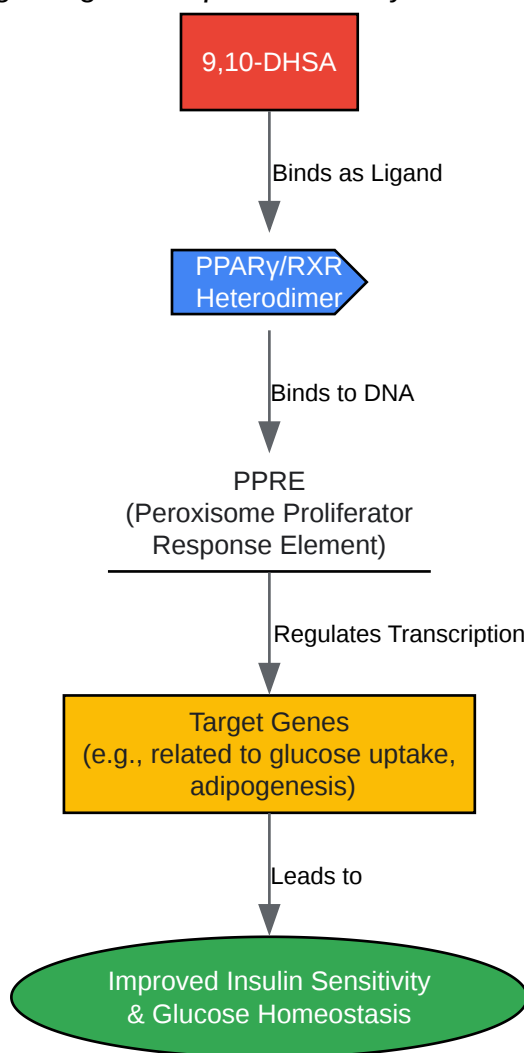 9,10-DHSA
Binds as Ligand
PPARγ/RXR
Heterodimer
Binds to DNA
PPRE
(Peroxisome Proliferator
Response Element)
Regulates Transcription
Target Genes
(e.g., related to glucose uptake,
adipogenesis)
Leads to
Improved Insulin Sensitivity
& Glucose Homeostasis